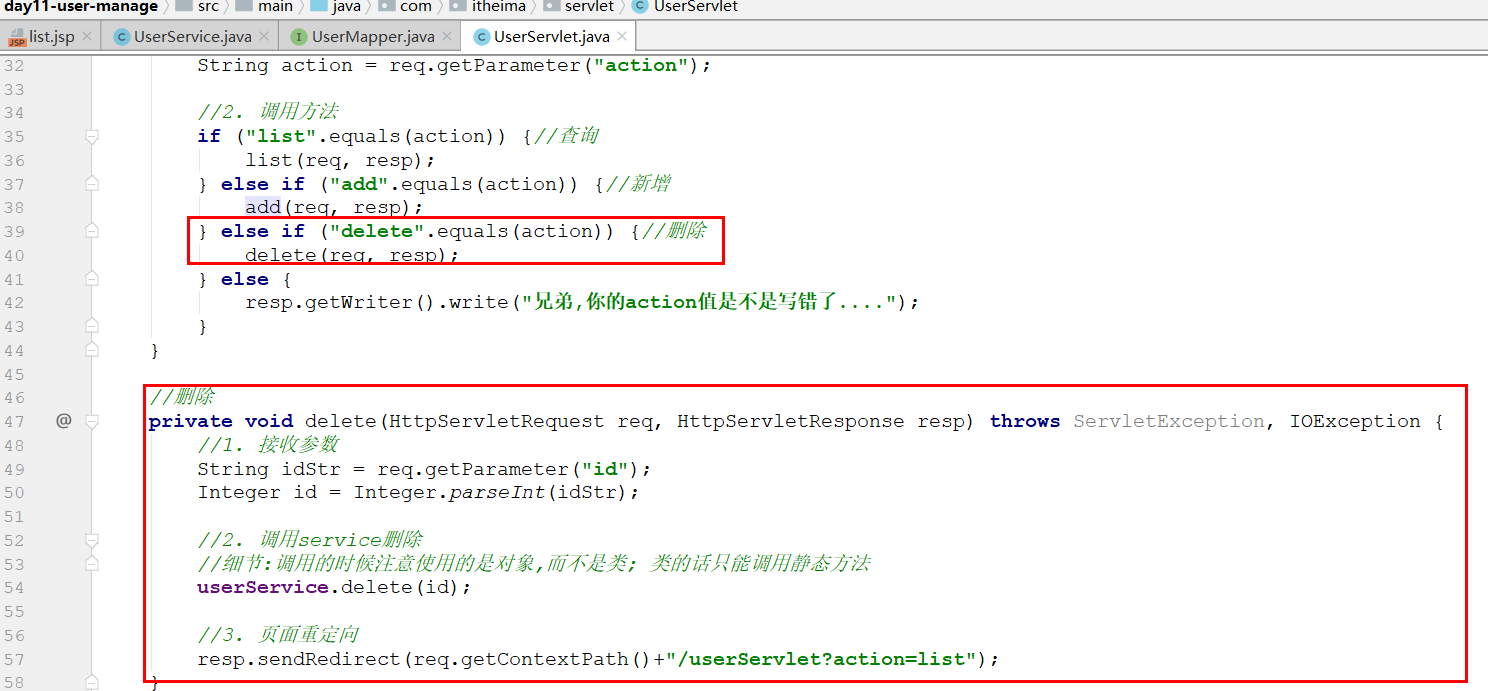 day11-user-manage src main java com itheima servlet UserServlet
list.jsp UserService.java UserMapper.java UserServlet.java
32 String action = req.getParameter("action");
33
34 //2. 调用方法
35 if ("list".equals(action)) {//查询
36 list(req, resp);
37 } else if ("add".equals(action)) {//新增
38 add(req, resp);
39 } else if ("delete".equals(action)) {//删除
40 delete(req, resp);
41 } else {
42 resp.getWriter().write("兄弟,你的action值是不是写错了....");
43 }
44 }
45
46 //删除
47 @ private void delete(HttpServletRequest req, HttpServletResponse resp) throws ServletException, IOException {
48 //1. 接收参数
49 String idStr = req.getParameter("id");
50 Integer id = Integer.parseInt(idStr);
51
52 //2. 调用service删除
53 //细节:调用的时候注意使用的是对象,而不是类; 类的话只能调用静态方法
54 userService.delete(id);
55
56 //3. 页面重定向
57 resp.sendRedirect(req.getContextPath()+"/userServlet?action=list");
58 }